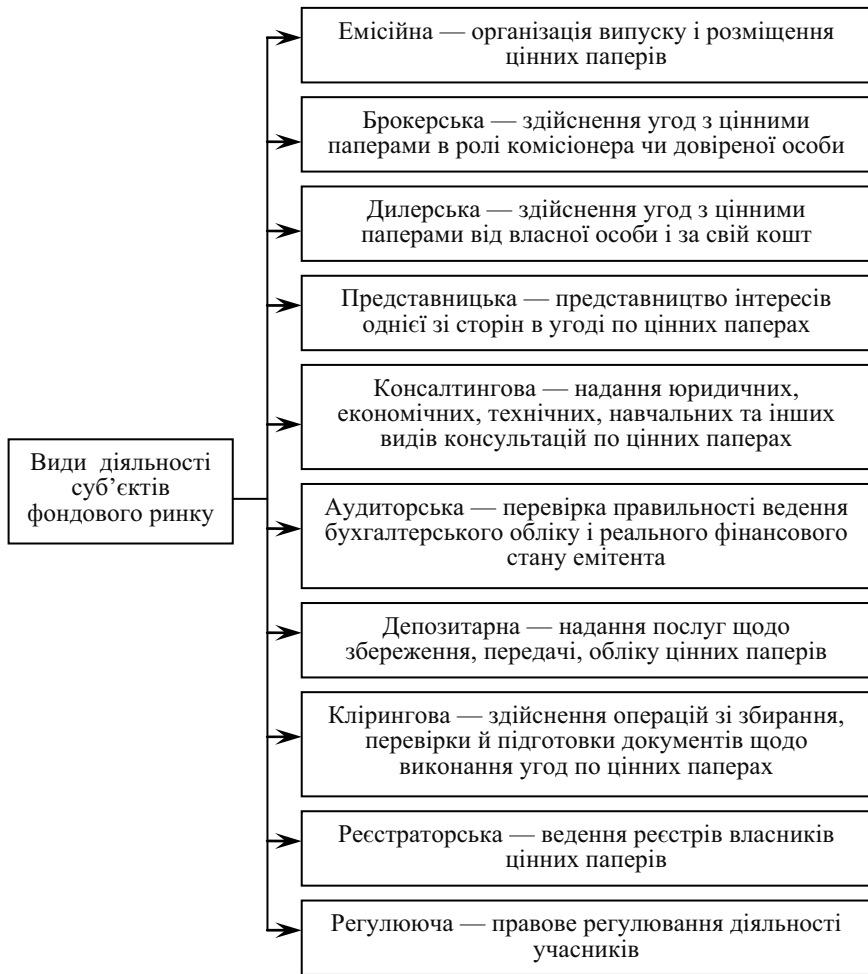 Емісійна — організація випуску і розміщення
цінних паперів
Брокерська — здійснення угод з цінними
паперами в ролі комісіонера чи довіреної особи
Дилерська — здійснення угод з цінними
паперами від власної особи і за свій кошт
Представницька — представництво інтересів
однієї зі сторін в угоді по цінних паперах
Консалтингова — надання юридичних,
економічних, технічних, навчальних та інших
видів консультацій по цінних паперах
Види діяльності
суб’єктів
фондового ринку
Аудиторська — перевірка правильності ведення
бухгалтерського обліку і реального фінансового
стану емітента
Депозитарна — надання послуг щодо
збереження, передачі, обліку цінних паперів
Клірингова — здійснення операцій зі збирання,
перевірки й підготовки документів щодо
виконання угод по цінних паперах
Реєстраторська — ведення реєстрів власників
цінних паперів
Регулююча — правове регулювання діяльності
учасників